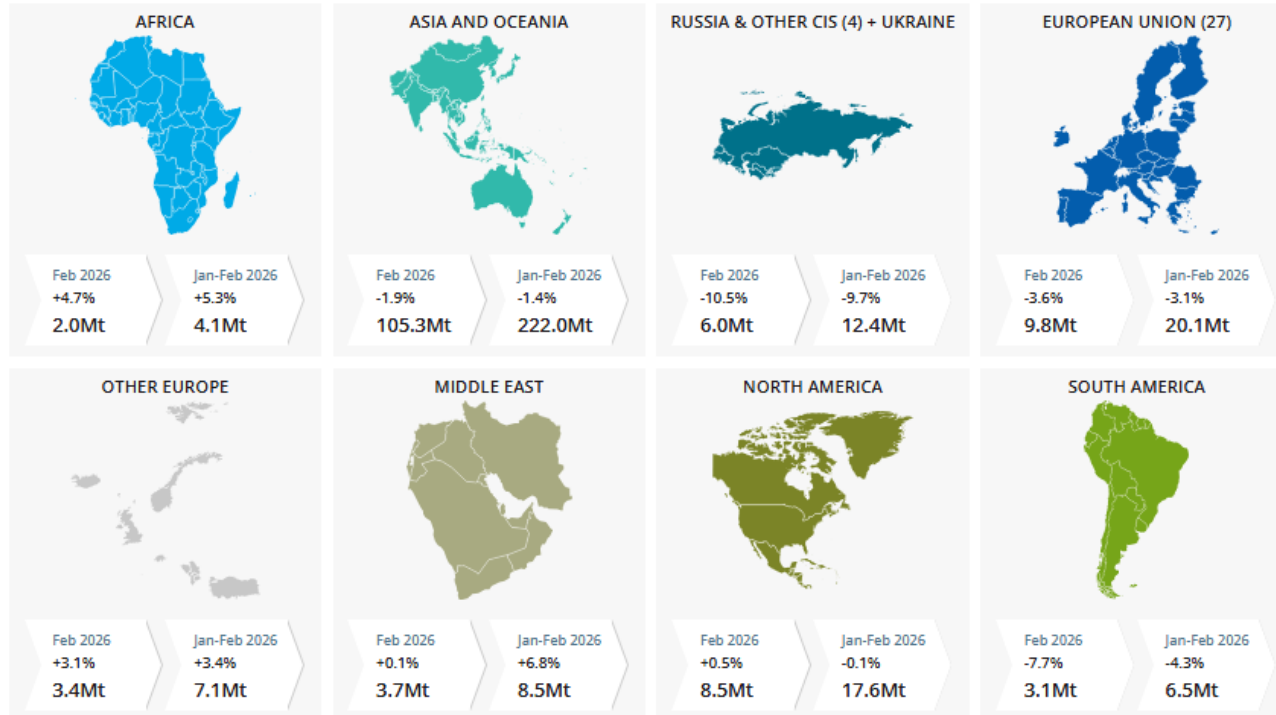 AFRICA
Feb 2026
+4.7%
2.0Mt
Jan-Feb 2026
+5.3%
4.1Mt
ASIA AND OCEANIA
Feb 2026
-1.9%
105.3Mt
Jan-Feb 2026
-1.4%
222.0Mt
RUSSIA & OTHER CIS (4) + UKRAINE
Feb 2026
-10.5%
6.0Mt
Jan-Feb 2026
-9.7%
12.4Mt
EUROPEAN UNION (27)
Feb 2026
-3.6%
9.8Mt
Jan-Feb 2026
-3.1%
20.1Mt
OTHER EUROPE
Feb 2026
+3.1%
3.4Mt
Jan-Feb 2026
+3.4%
7.1Mt
MIDDLE EAST
Feb 2026
+0.1%
3.7Mt
Jan-Feb 2026
+6.8%
8.5Mt
NORTH AMERICA
Feb 2026
+0.5%
8.5Mt
Jan-Feb 2026
-0.1%
17.6Mt
SOUTH AMERICA
Feb 2026
-7.7%
3.1Mt
Jan-Feb 2026
-4.3%
6.5Mt